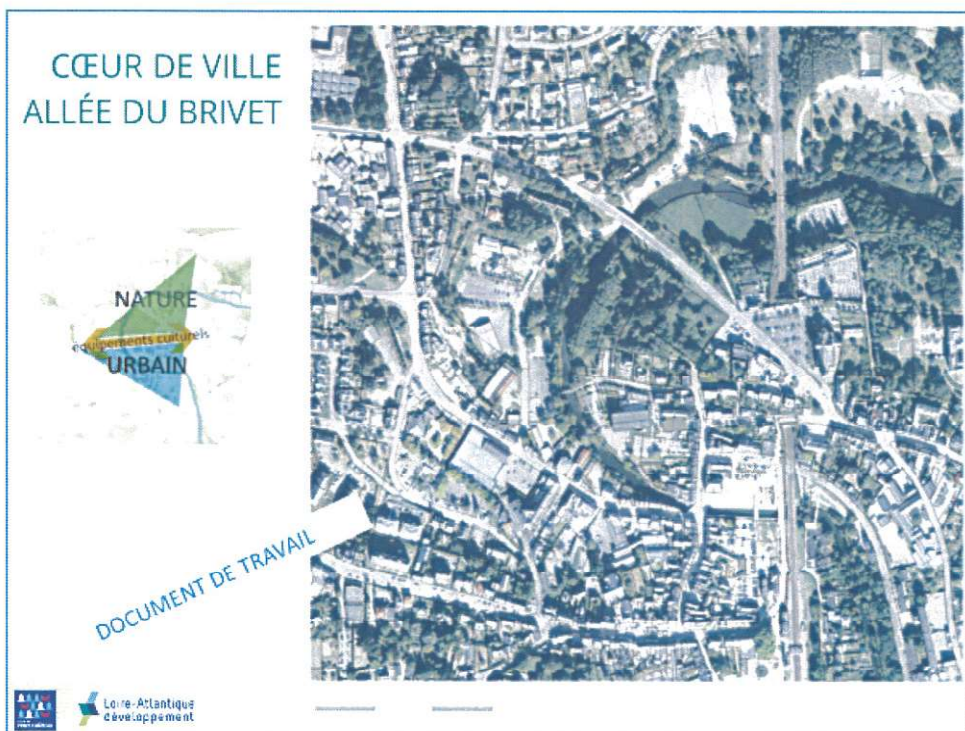 CŒUR DE VILLE
ALLÉE DU BRIVET
NATURE
équipements culturels
URBAIN
DOCUMENT DE TRAVAIL
Loire-Atlantique
développement